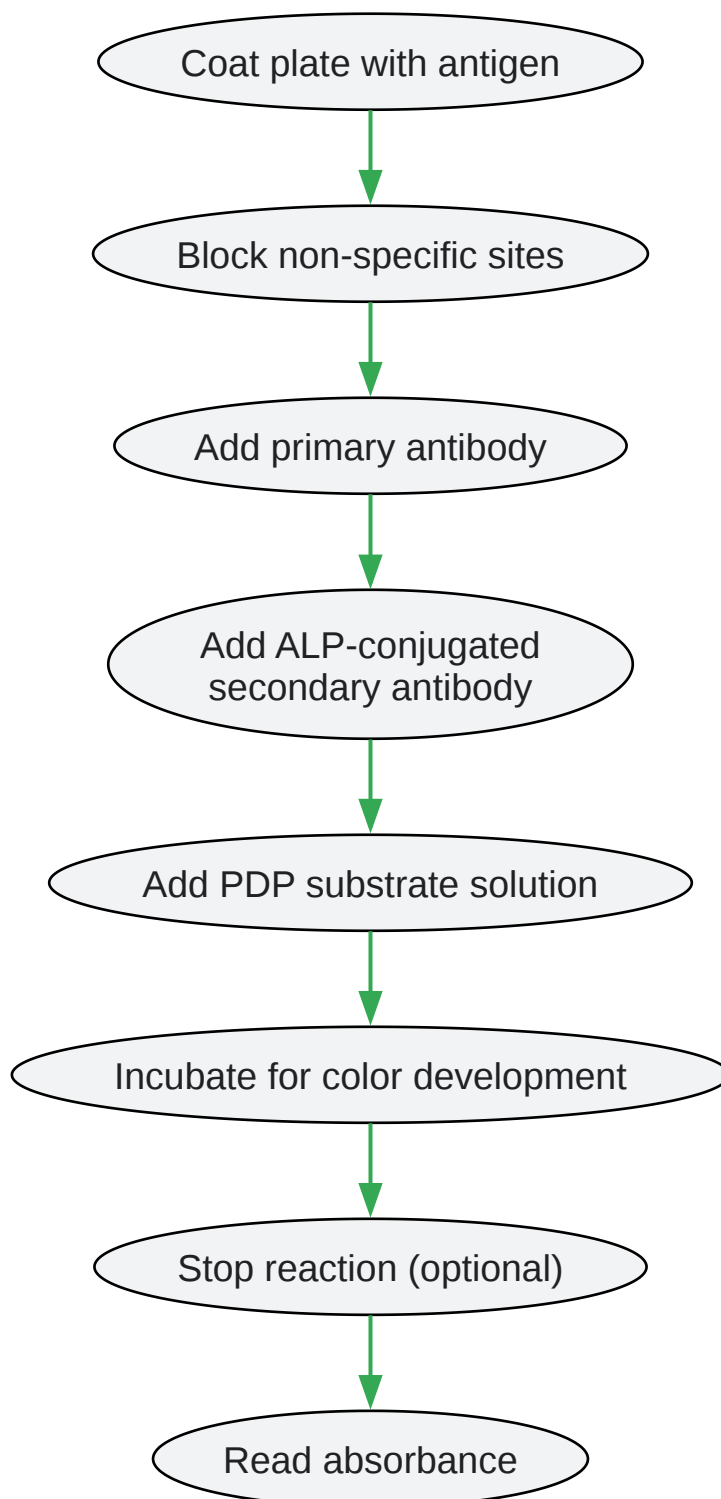 Coat plate with antigen
Block non-specific sites
Add primary antibody
Add ALP-conjugated
secondary antibody
Add PDP substrate solution
Incubate for color development
Stop reaction (optional)
Read absorbance